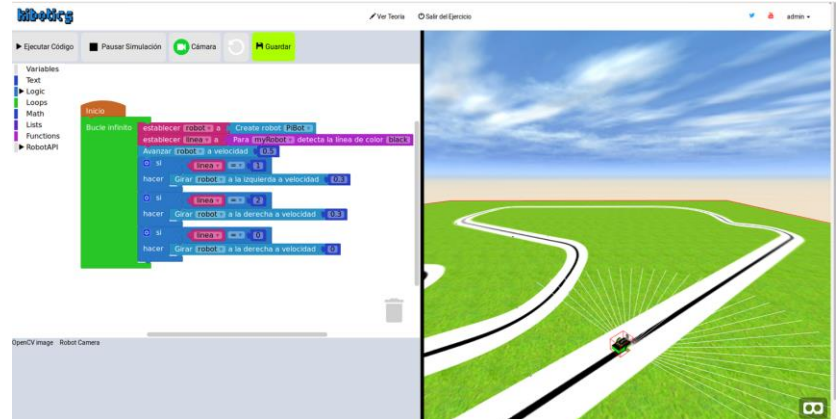 kibotics
Ver Teoría
Salir del Ejercicio
admin
Ejecutar Código
Pausar Simulación
Cámara
Guardar
Variables
Text
Logic
Loops
Math
Lists
Functions
RobotAPI
Inicio
Bucle infinito
establecer robot a Create robot PiBot
establecer linea a Para myRobot detecta la línea de color black
Avanzar robot a velocidad 0.5
si linea = 1
hacer Girar robot a la izquierda a velocidad 0.3
si linea = 2
hacer Girar robot a la derecha a velocidad 0.3
si linea = 0
hacer Girar robot a la derecha a velocidad 0
OpenCV image Robot Camera